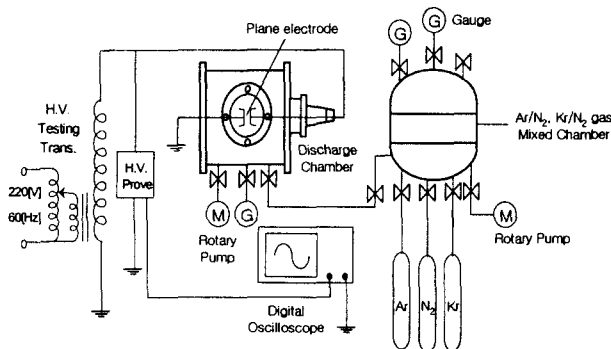 Plane electrode
G
G
Gauge
H.V.
Testing
Trans.
Ar/N₂, Kr/N₂ gas
Mixed Chamber
Discharge
Chamber
H.V.
Prove
220[V]
60[Hz]
M
G
Rotary
Pump
M
Rotary Pump
Digital
Oscilloscope
Ar
N₂
Kr